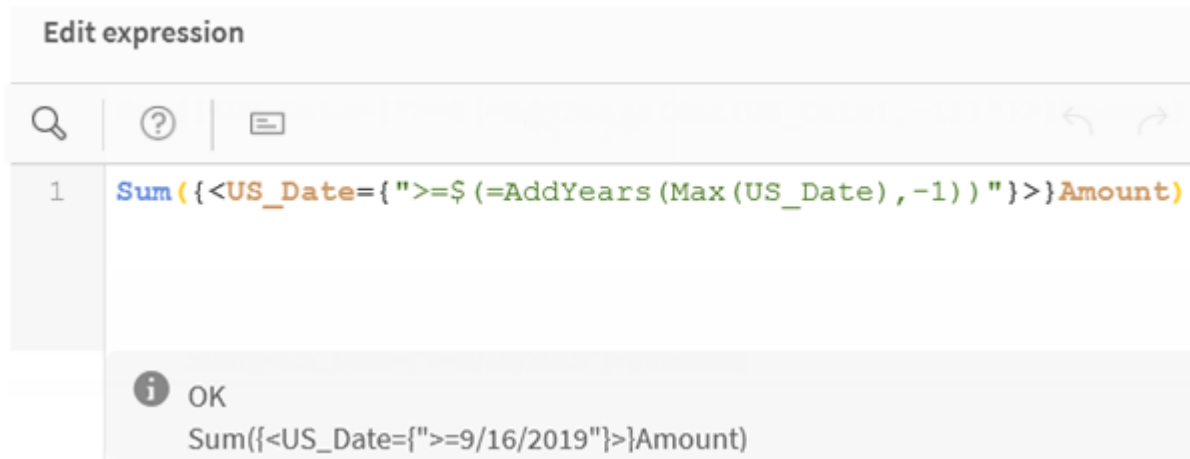 Edit expression
1 Sum({<US_Date={">=$(=AddYears(Max(US_Date),-1))"}>}Amount)
OK
Sum({<US_Date={">=9/16/2019"}>}Amount)